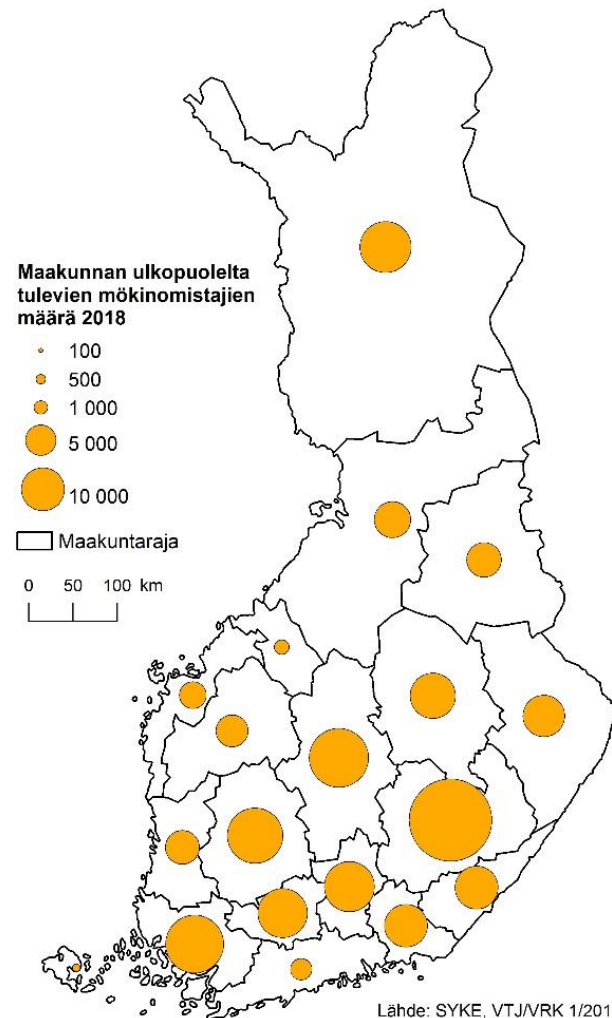 Maakunnan ulkopuolelta
tulevien mökinomistajien
määrä 2018
100
500
1 000
5 000
10 000
Maakuntaraja
0 50 100 km
Lähde: SYKE, VTJ/VRK 1/201